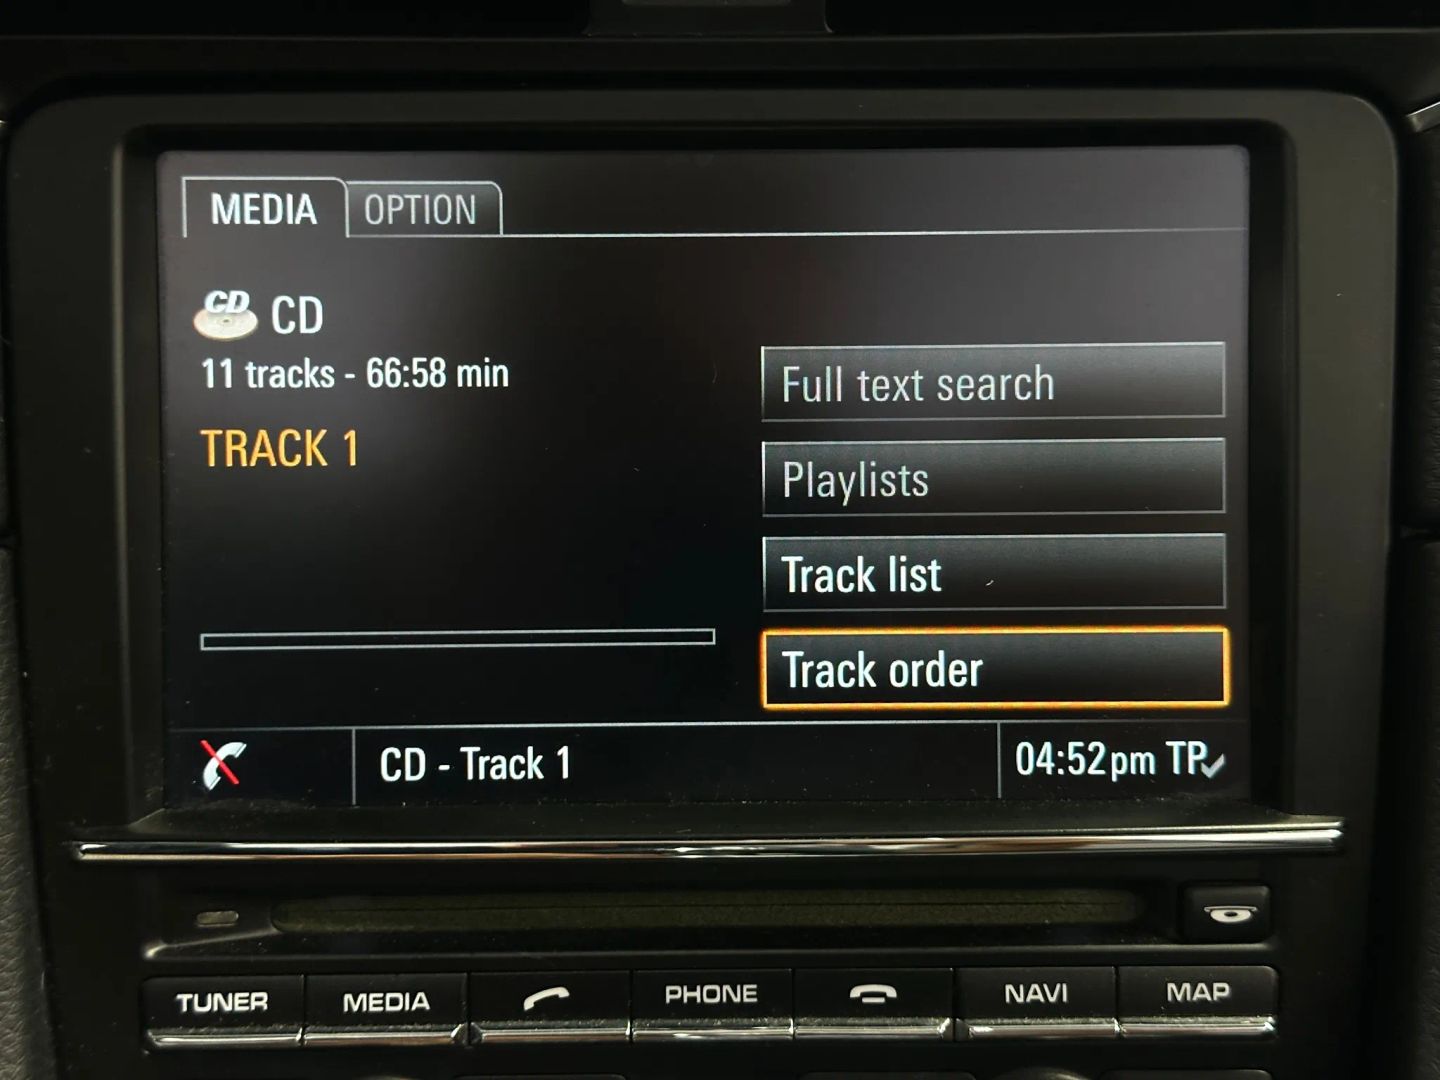 MEDIA OPTION
CD CD
11 tracks - 66:58 min
TRACK 1
Full text search
Playlists
Track list
Track order
CD - Track 1
04:52pm TP
TUNER MEDIA PHONE NAVI MAP